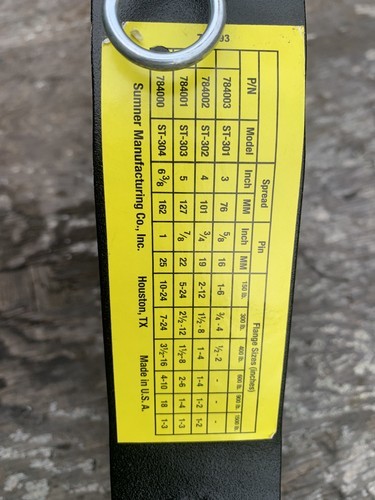 Spread Pin Flange Sizes (inches)
P/N Model Inch MM Inch MM 150 lb. 300 lb. 400 lb. 600 lb. 900 lb. 1500 lb.
784003 ST-301 3 76 5/8 16 1-6 3/4-4 ½-2 - - -
784002 ST-302 4 101 3/4 19 2-12 1½-8 1-4 1-4 1-2 1-2
784001 ST-303 5 127 7/8 22 5-24 2½-12 1½-8 2-6 1-4 1-3
784000 ST-304 6 3/8 162 1 25 10-24 7-24 3½-16 4-10 18 1-3
Sumner Manufacturing Co., Inc. Houston, TX Made in U.S.A.